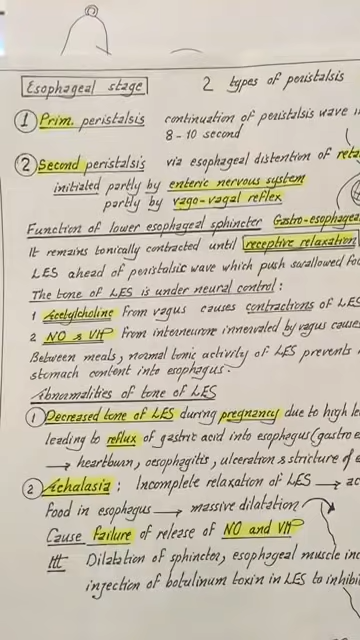 Esophageal stage
2 types of peristalsis
1 Prim. peristalsis continuation of peristalsis wave
8-10 second
2 Second peristalsis via esophageal distention of
initiated partly by enteric nervous system
partly by vago-vagal reflex
Function of lower esophageal sphincter Gastro-esophageal
It remains tonically contracted until receptive relaxation
LES ahead of peristalsic wave which push swallowed
The tone of LES is under neural control:
1 Acetylcholine from vagus causes contractions of LES
2 NO & VIP from interneurone innervated by vagus causes
Between meals, normal tonic activity of LES prevents
stomach content into esophagus.
Abnormalities of tone of LES
1 Decreased tone of LES during pregnancy due to high
leading to reflux of gastric acid into esophagus (gastro
→ heartburn, oesophagitis, ulceration & stricture of
2 Achalasia: Incomplete relaxation of LES →
food in esophagus → massive dilatation
Cause failure of release of NO and VIP
ttt Dilatation of sphincter, esophageal muscle
injection of botulinum toxin in LES to